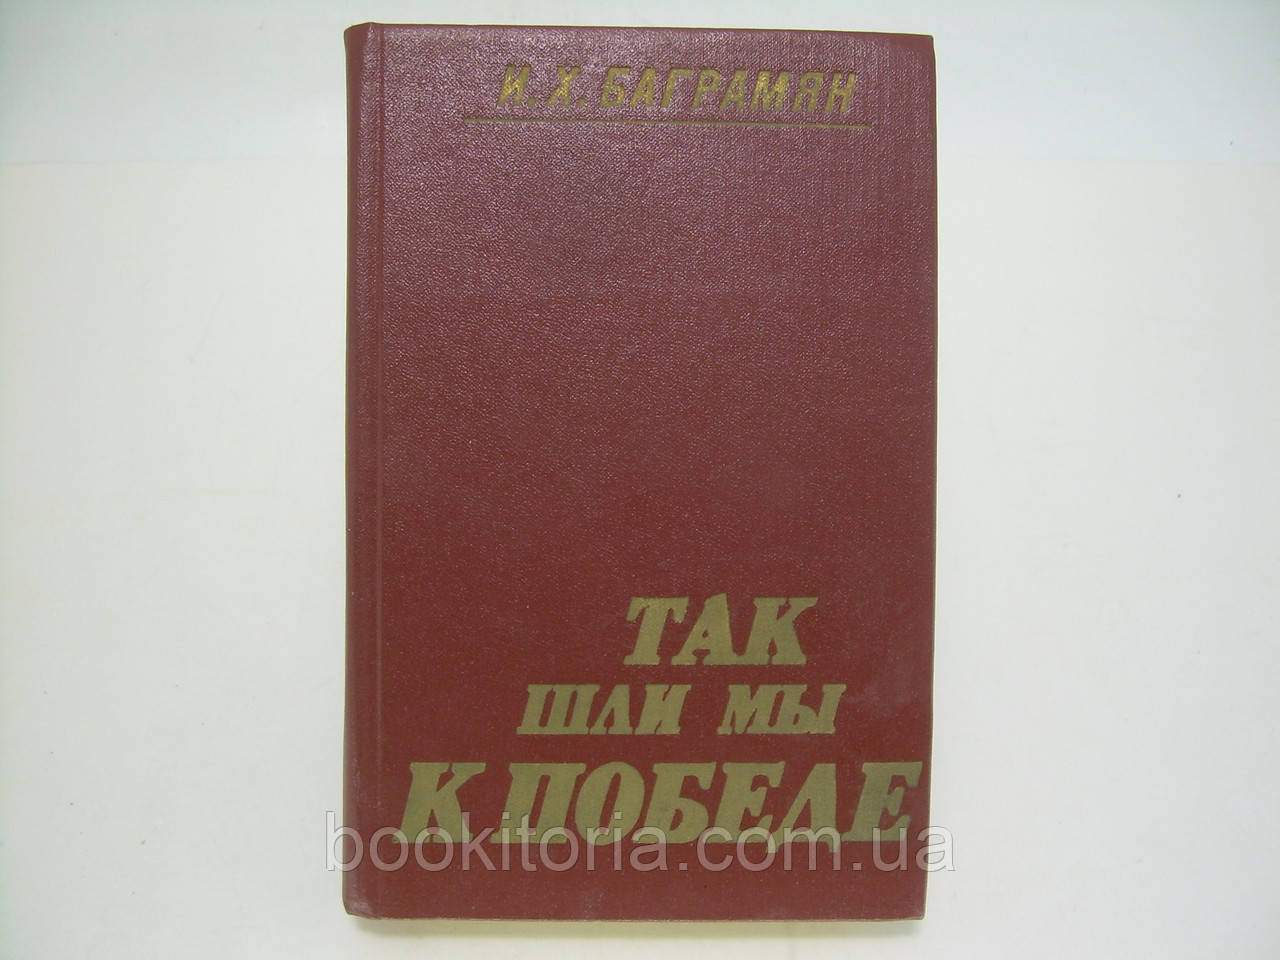 И. Х. БАГРАМЯН
ТАК
ШЛИ МЫ
К ПОБЕДЕ
bookitoria.com.ua